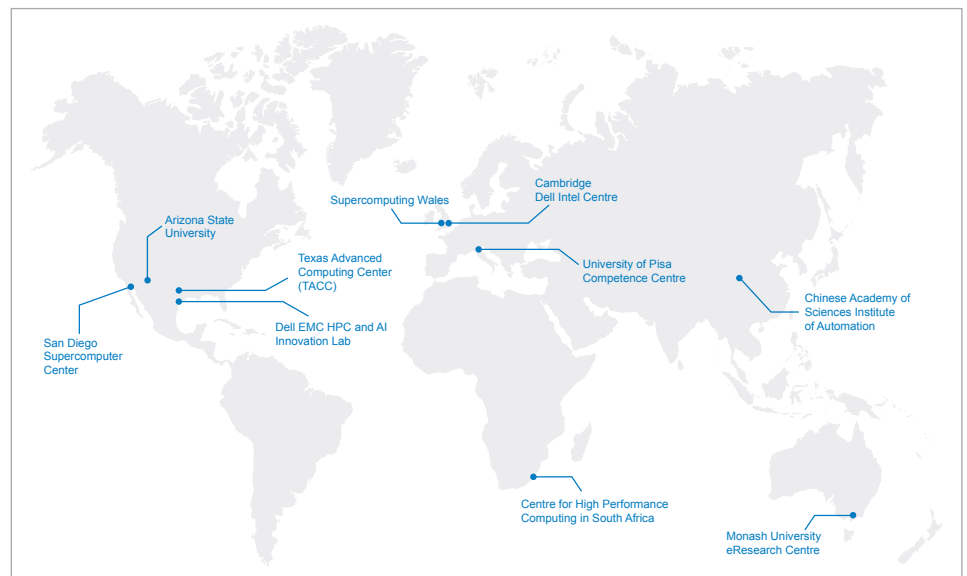 Supercomputing Wales
Cambridge
Dell Intel Centre
Arizona State
University
Texas Advanced
Computing Center
(TACC)
University of Pisa
Competence Centre
Chinese Academy of
Sciences Institute
of Automation
Dell EMC HPC and AI
Innovation Lab
San Diego
Supercomputer
Center
Centre for High Performance
Computing in South Africa
Monash University
eResearch Centre